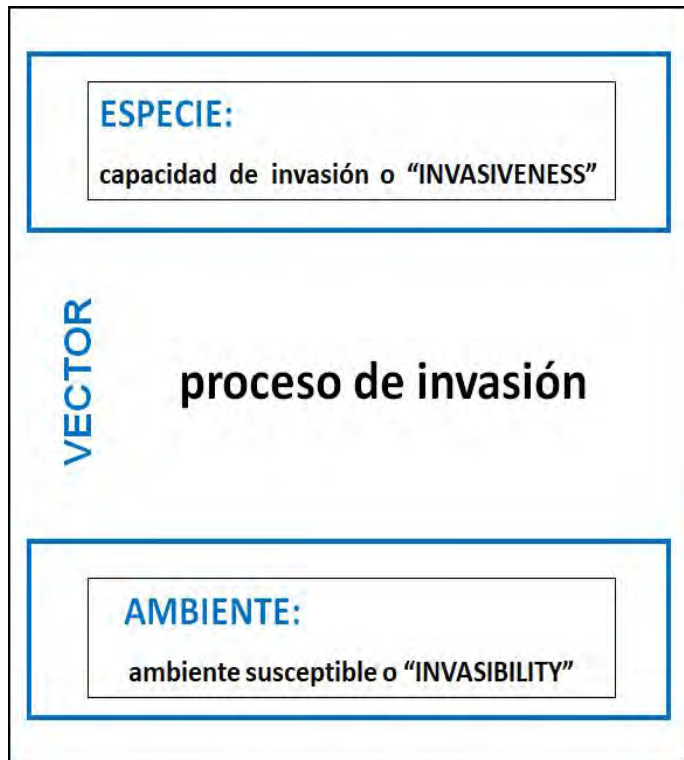 ESPECIE:
capacidad de invasión o “INVASIVENESS”
VECTOR
proceso de invasión
AMBIENTE:
ambiente susceptible o “INVASIBILITY”